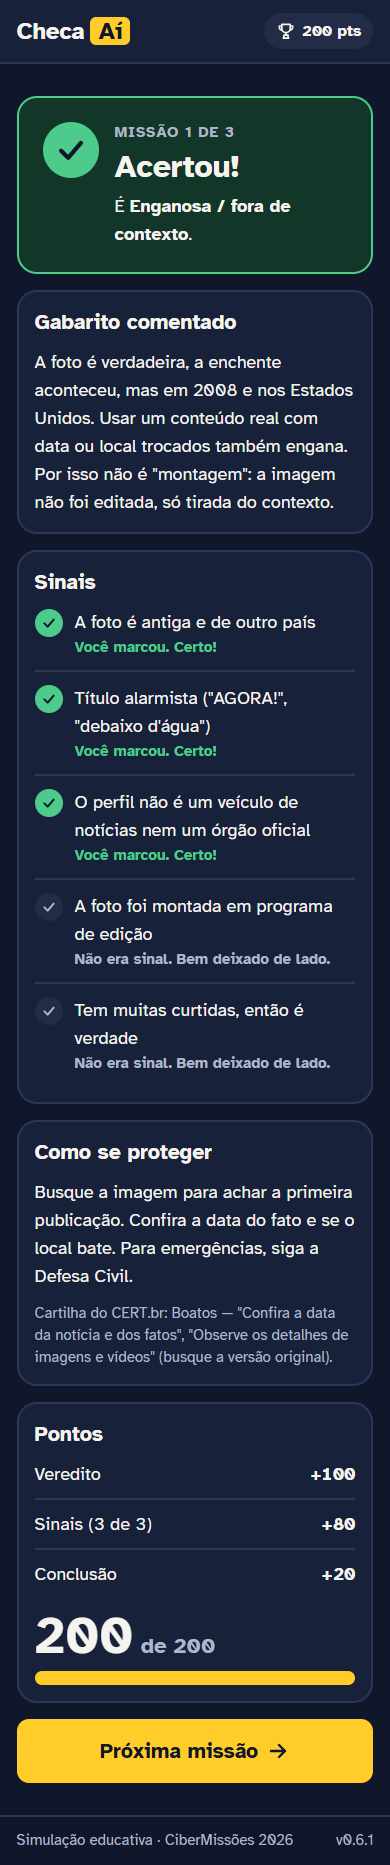 Checa Aí
200 pts
MISSÃO 1 DE 3
Acertou!
É Enganosa / fora de
contexto.
Gabarito comentado
A foto é verdadeira, a enchente
aconteceu, mas em 2008 e nos Estados
Unidos. Usar um conteúdo real com
data ou local trocados também engana.
Por isso não é "montagem": a imagem
não foi editada, só tirada do contexto.
Sinais
A foto é antiga e de outro país
Você marcou. Certo!
Título alarmista ("AGORA!",
"debaixo d'água")
Você marcou. Certo!
O perfil não é um veículo de
notícias nem um órgão oficial
Você marcou. Certo!
A foto foi montada em programa
de edição
Não era sinal. Bem deixado de lado.
Tem muitas curtidas, então é
verdade
Não era sinal. Bem deixado de lado.
Como se proteger
Busque a imagem para achar a primeira
publicação. Confira a data do fato e se o
local bate. Para emergências, siga a
Defesa Civil.
Cartilha do CERT.br: Boatos — "Confira a data
da notícia e dos fatos", "Observe os detalhes de
imagens e vídeos" (busque a versão original).
Pontos
Veredito +100
Sinais (3 de 3) +80
Conclusão +20
200 de 200
Próxima missão →
Simulação educativa · CiberMissões 2026 v0.6.1